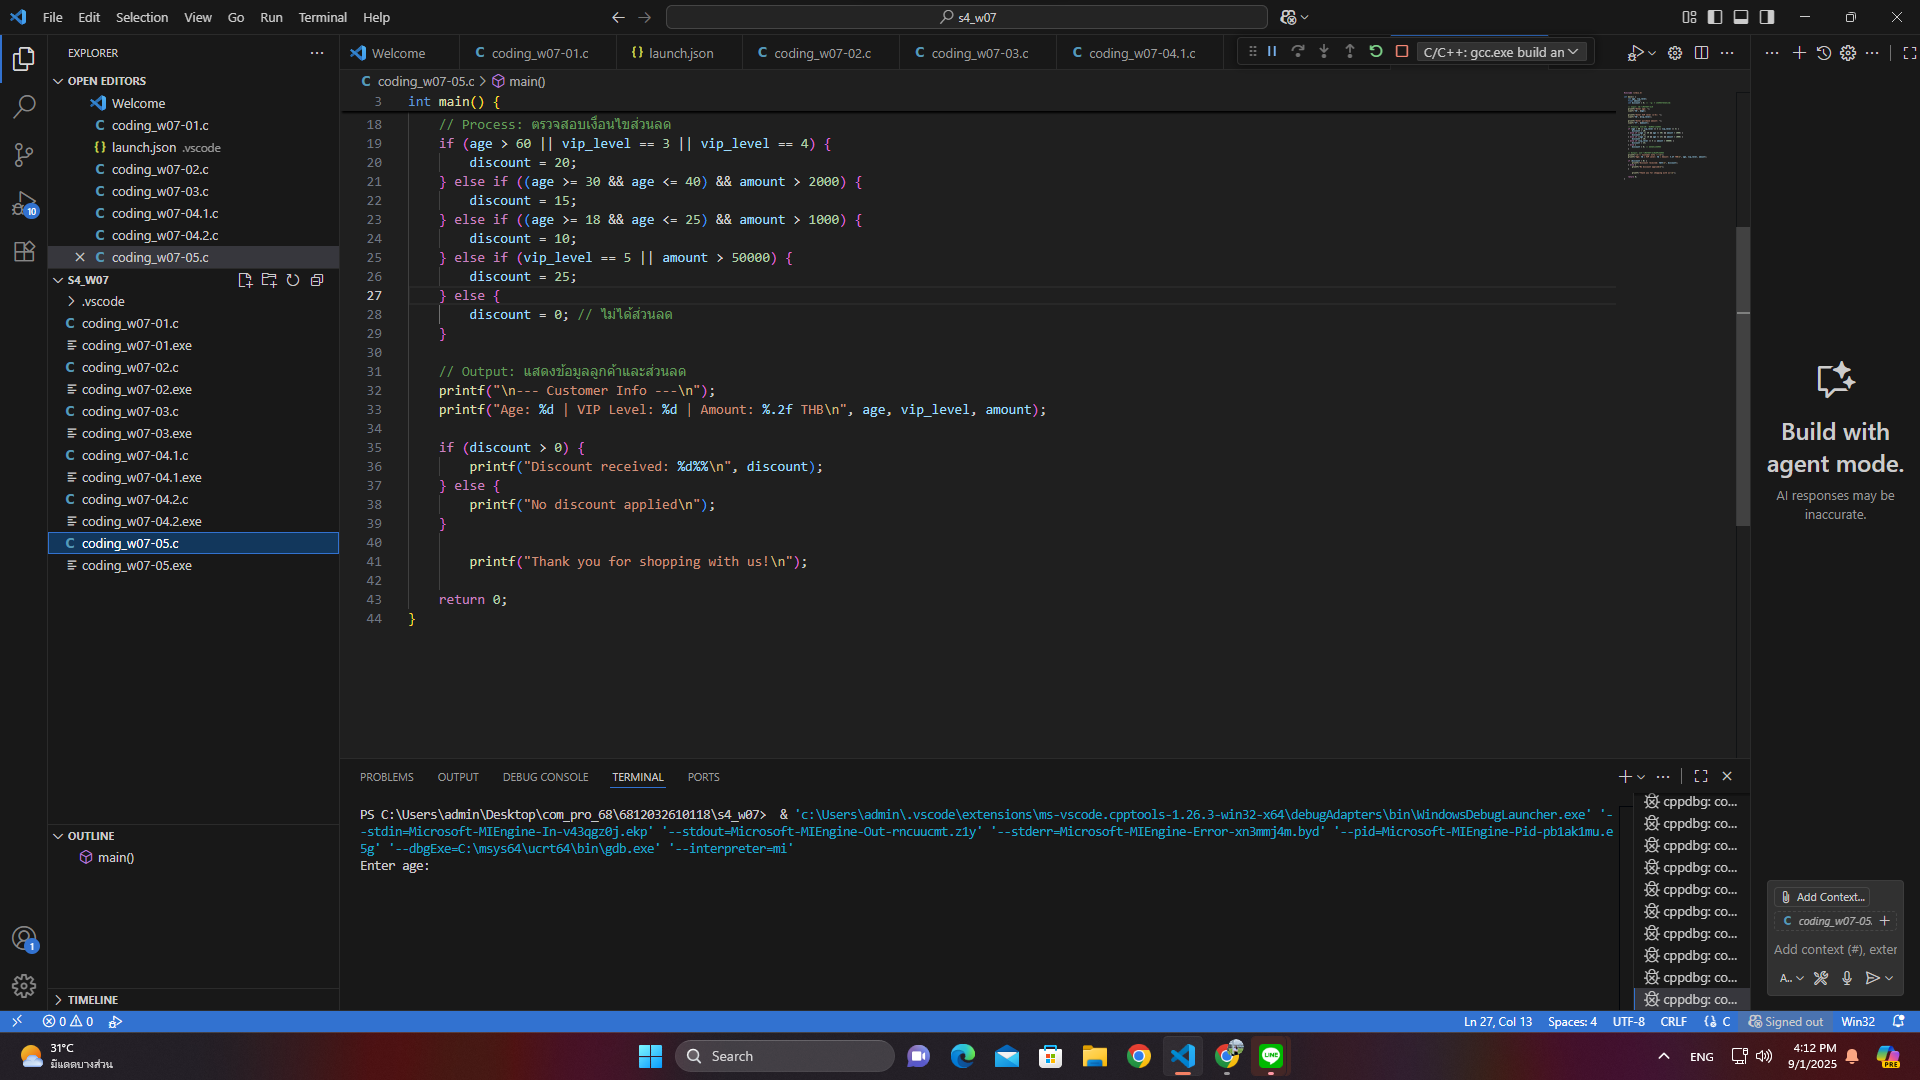 File Edit Selection View Go Run Terminal Help
s4_w07
EXPLORER
OPEN EDITORS
Welcome
coding_w07-01.c
launch.json .vscode
coding_w07-02.c
coding_w07-03.c
coding_w07-04.1.c
coding_w07-04.2.c
coding_w07-05.c
S4_W07
.vscode
coding_w07-01.c
coding_w07-01.exe
coding_w07-02.c
coding_w07-02.exe
coding_w07-03.c
coding_w07-03.exe
coding_w07-04.1.c
coding_w07-04.1.exe
coding_w07-04.2.c
coding_w07-04.2.exe
coding_w07-05.c
coding_w07-05.exe
OUTLINE
main()
TIMELINE
10
1
Welcome coding_w07-01.c launch.json coding_w07-02.c coding_w07-03.c coding_w07-04.1.c C/C++: gcc.exe build an
coding_w07-05.c > main()
3 int main() {
18 // Process: ตรวจสอบเงื่อนไขส่วนลด
19 if (age > 60 || vip_level == 3 || vip_level == 4) {
20 discount = 20;
21 } else if ((age >= 30 && age <= 40) && amount > 2000) {
22 discount = 15;
23 } else if ((age >= 18 && age <= 25) && amount > 1000) {
24 discount = 10;
25 } else if (vip_level == 5 || amount > 50000) {
26 discount = 25;
27 } else {
28 discount = 0; // ไม่ได้ส่วนลด
29 }
30
31 // Output: แสดงข้อมูลลูกค้าและส่วนลด
32 printf("\n--- Customer Info ---\n");
33 printf("Age: %d | VIP Level: %d | Amount: %.2f THB\n", age, vip_level, amount);
34
35 if (discount > 0) {
36 printf("Discount received: %d%%\n", discount);
37 } else {
38 printf("No discount applied\n");
39 }
40
41 printf("Thank you for shopping with us!\n");
42
43 return 0;
44 }
PROBLEMS OUTPUT DEBUG CONSOLE TERMINAL PORTS
PS C:\Users\admin\Desktop\com_pro_68\6812032610118\s4_w07> & 'c:\Users\admin\.vscode\extensions\ms-vscode.cpptools-1.26.3-win32-x64\debugAdapters\bin\WindowsDebugLauncher.exe' '-
-stdin=Microsoft-MIEngine-In-v43qgz0j.ekp' '--stdout=Microsoft-MIEngine-Out-rncuucmt.z1y' '--stderr=Microsoft-MIEngine-Error-xn3mmj4m.byd' '--pid=Microsoft-MIEngine-Pid-pb1ak1mu.e
5g' '--dbgExe=C:\msys64\ucrt64\bin\gdb.exe' '--interpreter=mi'
Enter age:
cppdbg: co...
cppdbg: co...
cppdbg: co...
cppdbg: co...
cppdbg: co...
cppdbg: co...
cppdbg: co...
cppdbg: co...
cppdbg: co...
cppdbg: co...
Build with
agent mode.
AI responses may be
inaccurate.
Add Context...
coding_w07-05.
Add context (#), exter
A..
0 0
Ln 27, Col 13 Spaces: 4 UTF-8 CRLF {} C Signed out Win32
31°C
มีแดดบางส่วน
Search
ENG
4:12 PM
9/1/2025